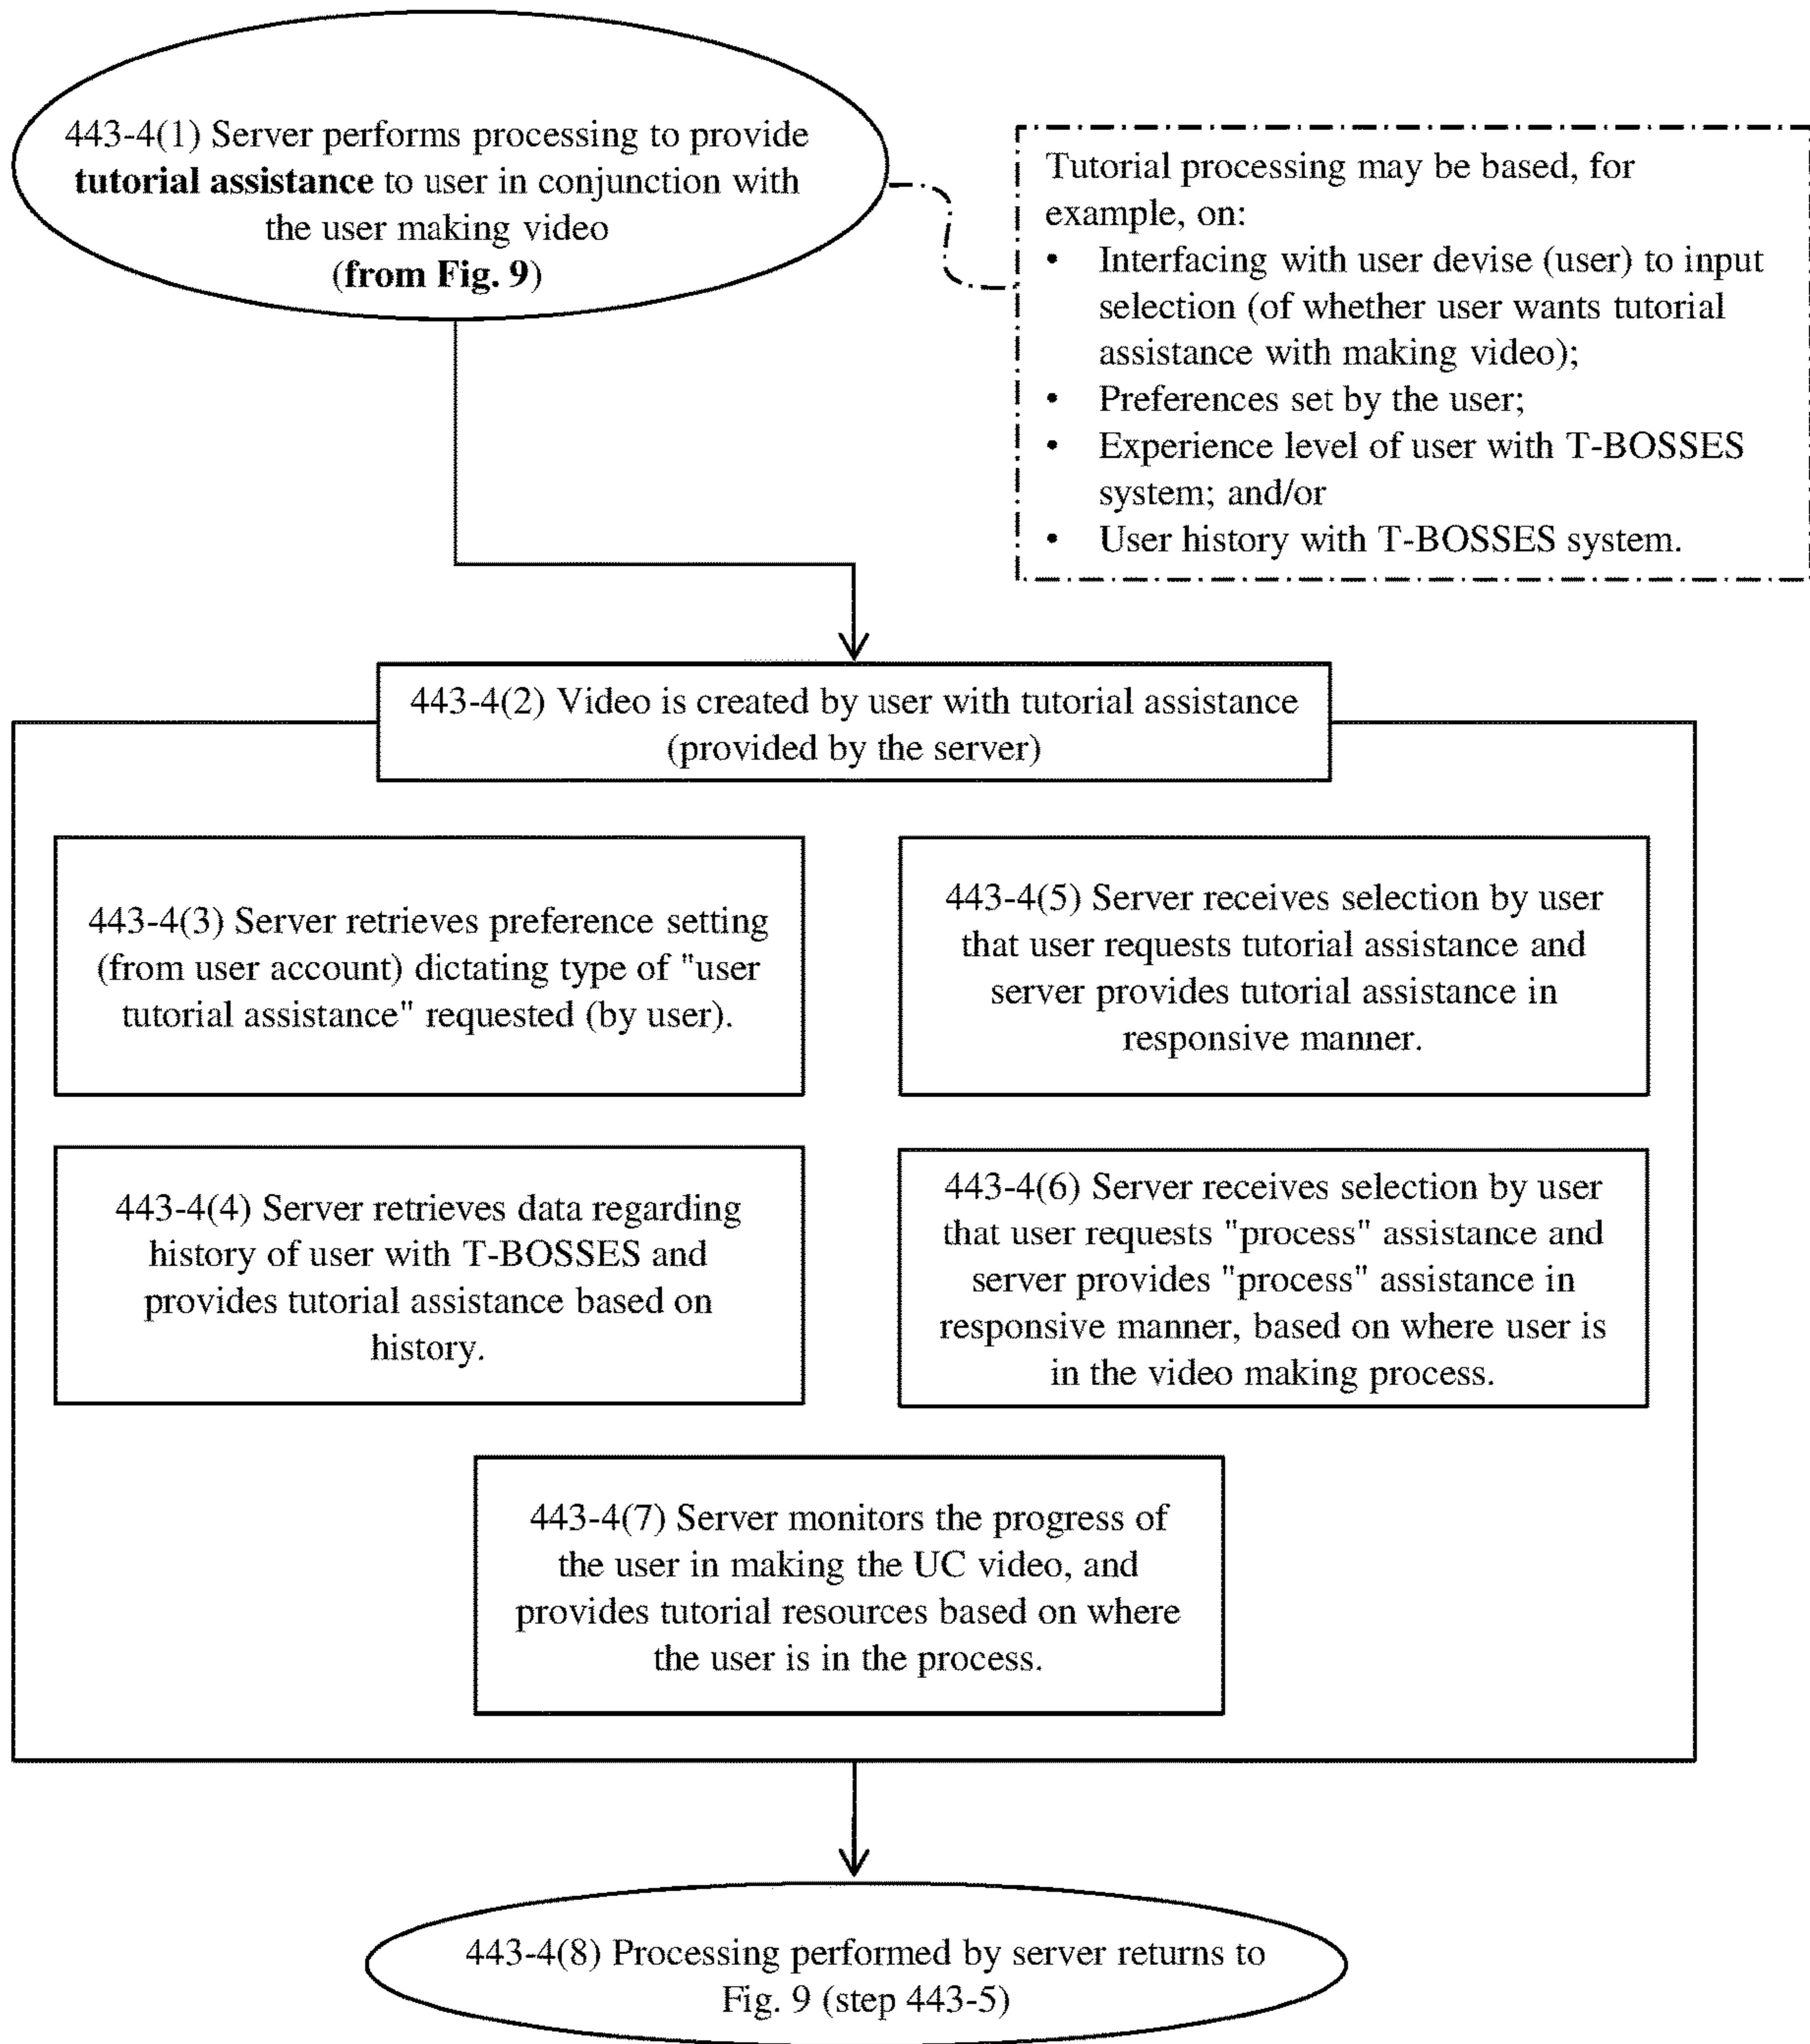 443-4(1) Server performs processing to provide
tutorial assistance to user in conjunction with
the user making video
(from Fig. 9)
Tutorial processing may be based, for
example, on:
• Interfacing with user devise (user) to input
selection (of whether user wants tutorial
assistance with making video);
• Preferences set by the user;
• Experience level of user with T-BOSSES
system; and/or
• User history with T-BOSSES system.
443-4(2) Video is created by user with tutorial assistance
(provided by the server)
443-4(3) Server retrieves preference setting
(from user account) dictating type of "user
tutorial assistance" requested (by user).
443-4(5) Server receives selection by user
that user requests tutorial assistance and
server provides tutorial assistance in
responsive manner.
443-4(4) Server retrieves data regarding
history of user with T-BOSSES and
provides tutorial assistance based on
history.
443-4(6) Server receives selection by user
that user requests "process" assistance and
server provides "process" assistance in
responsive manner, based on where user is
in the video making process.
443-4(7) Server monitors the progress of
the user in making the UC video, and
provides tutorial resources based on where
the user is in the process.
443-4(8) Processing performed by server returns to
Fig. 9 (step 443-5)